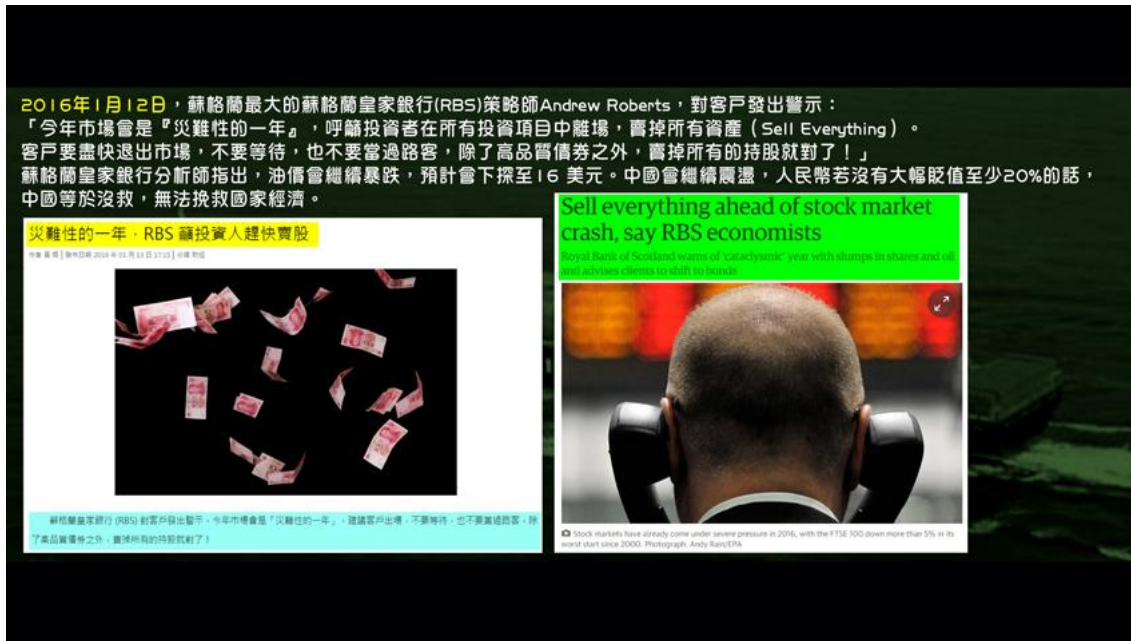 2016年1月12日，蘇格蘭最大的蘇格蘭皇家銀行(RBS)策略師Andrew Roberts，對客戶發出警示：
「今年市場會是『災難性的一年』，呼籲投資者在所有投資項目中離場，賣掉所有資產（Sell Everything）。
客戶要盡快退出市場，不要等待，也不要當過路客，除了高品質債券之外，賣掉所有的持股就對了！」
蘇格蘭皇家銀行分析師指出，油價會繼續暴跌，預計會下探至16 美元。中國會繼續震盪，人民幣若沒有大幅貶值至少20%的話，
中國等於沒救，無法挽救國家經濟。
災難性的一年，RBS 籲投資人趕快賣股
發布日期 2016 年 01 月 13 日 17:15 | 分類 財經
蘇格蘭皇家銀行 (RBS) 對客戶發出警示，今年市場會是「災難性的一年」，建議客戶出場，不要等待，也不要當過路客，除
了高品質債券之外，賣掉所有的持股就對了！
Sell everything ahead of stock market
crash, say RBS economists
Royal Bank of Scotland warns of 'cataclysmic' year with slumps in shares and oil
and advises clients to shift to bonds
Stock markets have already come under severe pressure in 2016, with the FTSE 100 down more than 5% in its
worst start since 2000. Photograph: Andy Rain/EPA